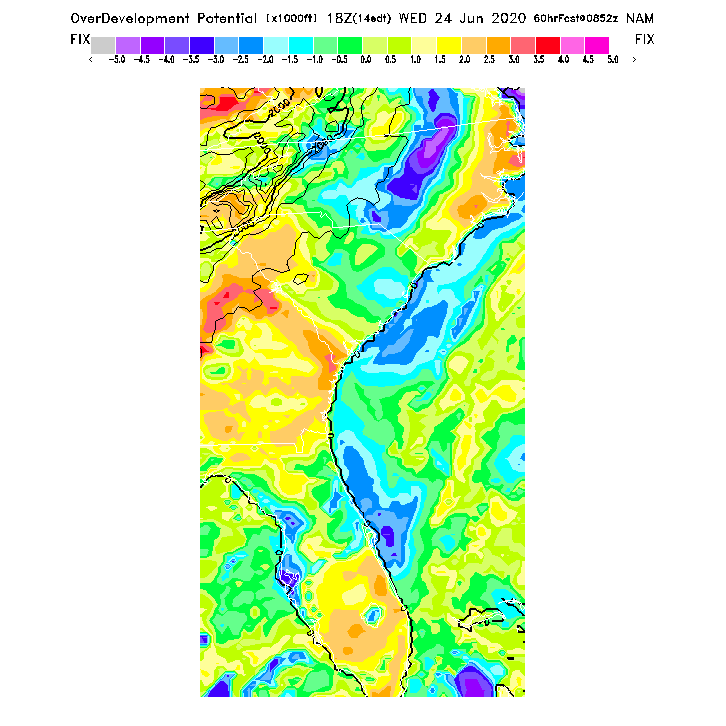 OverDevelopment Potential [x1000ft] 18Z(14edt) WED 24 Jun 2020 60hrFcst@0852z NAM
FIX FIX
< -5.0 -4.5 -4.0 -3.5 -3.0 -2.5 -2.0 -1.5 -1.0 -0.5 0.0 0.5 1.0 1.5 2.0 2.5 3.0 3.5 4.0 4.5 5.0 >
2000
2000